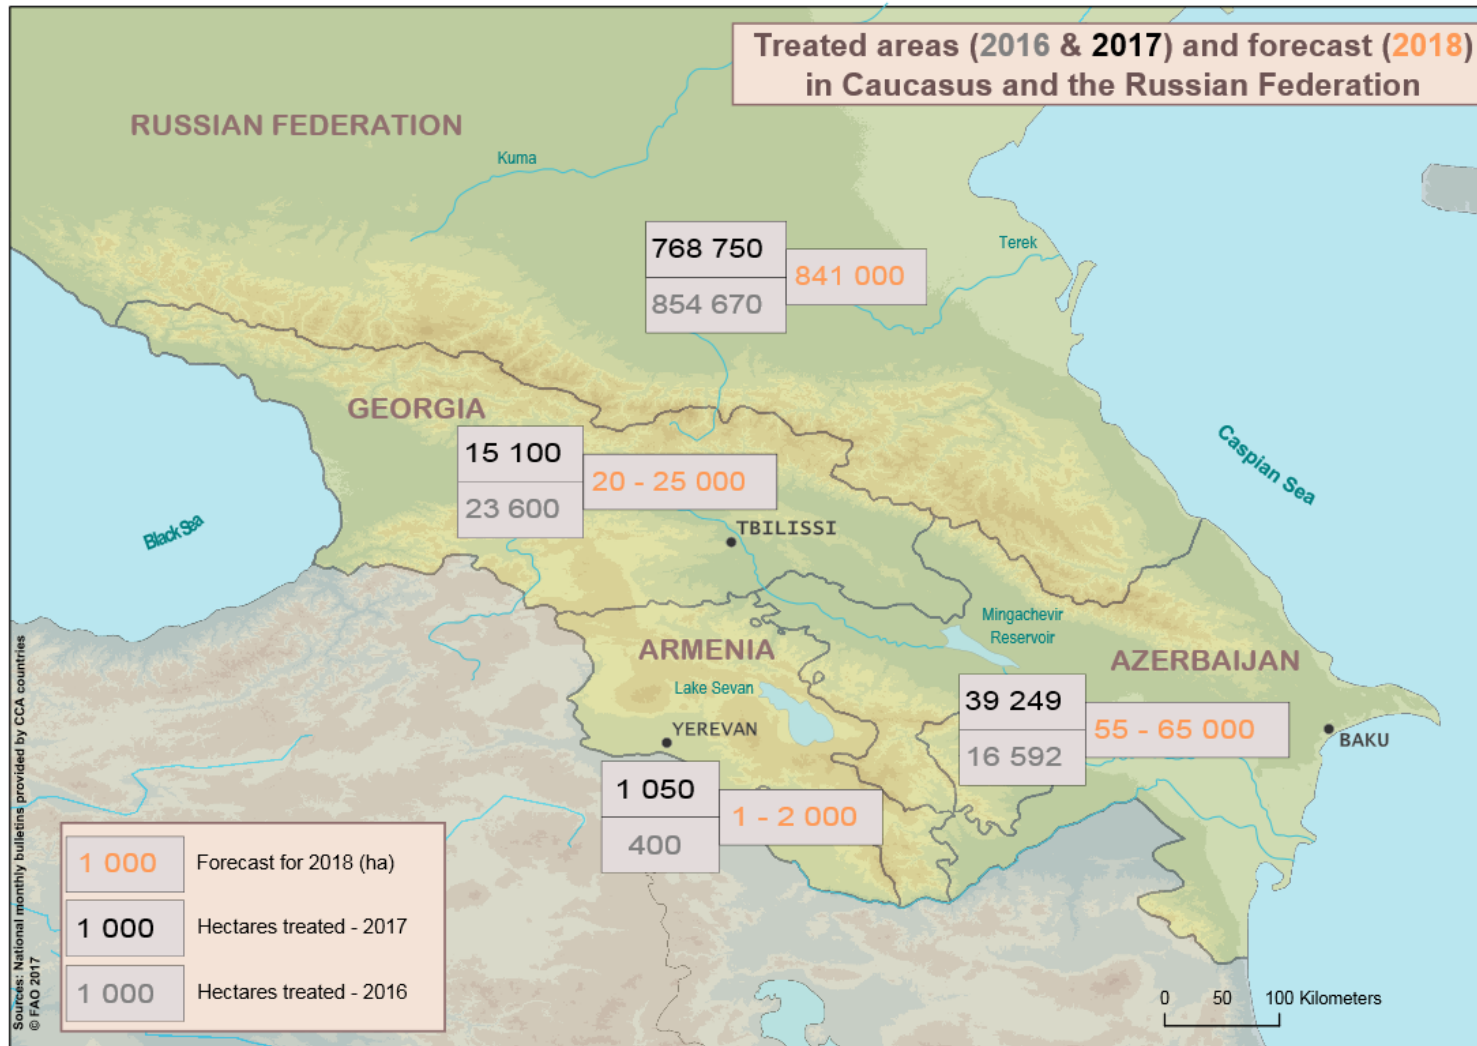 Treated areas (2016 & 2017) and forecast (2018)
in Caucasus and the Russian Federation
RUSSIAN FEDERATION
Kuma
768 750
841 000
854 670
Terek
GEORGIA
15 100
20 - 25 000
23 600
Caspian Sea
Black Sea
TBILISSI
Mingachevir
Reservoir
ARMENIA
AZERBAIJAN
Lake Sevan
YEREVAN
39 249
55 - 65 000
16 592
BAKU
1 050
1 - 2 000
400
1 000
Forecast for 2018 (ha)
1 000
Hectares treated - 2017
1 000
Hectares treated - 2016
0 50 100 Kilometers
Sources: National monthly bulletins provided by CCA countries
© FAO 2017